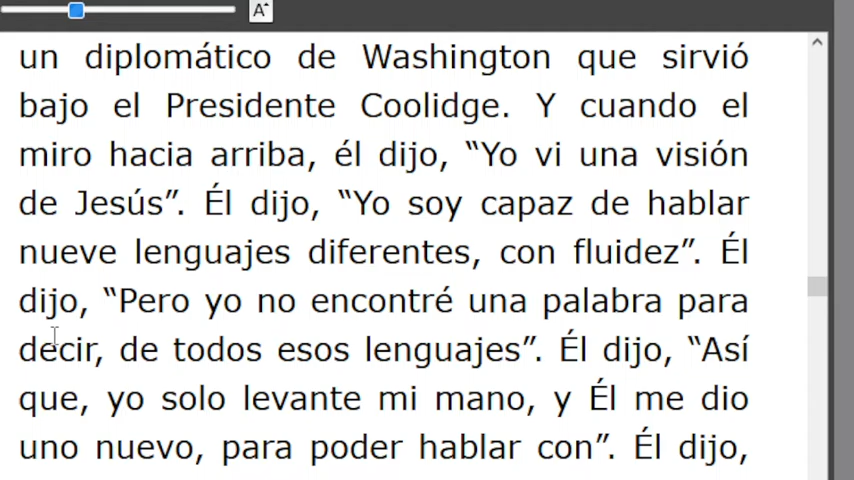 A
un diplomático de Washington que sirvió
bajo el Presidente Coolidge. Y cuando el
miro hacia arriba, él dijo, “Yo vi una visión
de Jesús”. Él dijo, “Yo soy capaz de hablar
nueve lenguajes diferentes, con fluidez”. Él
dijo, “Pero yo no encontré una palabra para
decir, de todos esos lenguajes”. Él dijo, “Así
que, yo solo levante mi mano, y Él me dio
uno nuevo, para poder hablar con”. Él dijo,